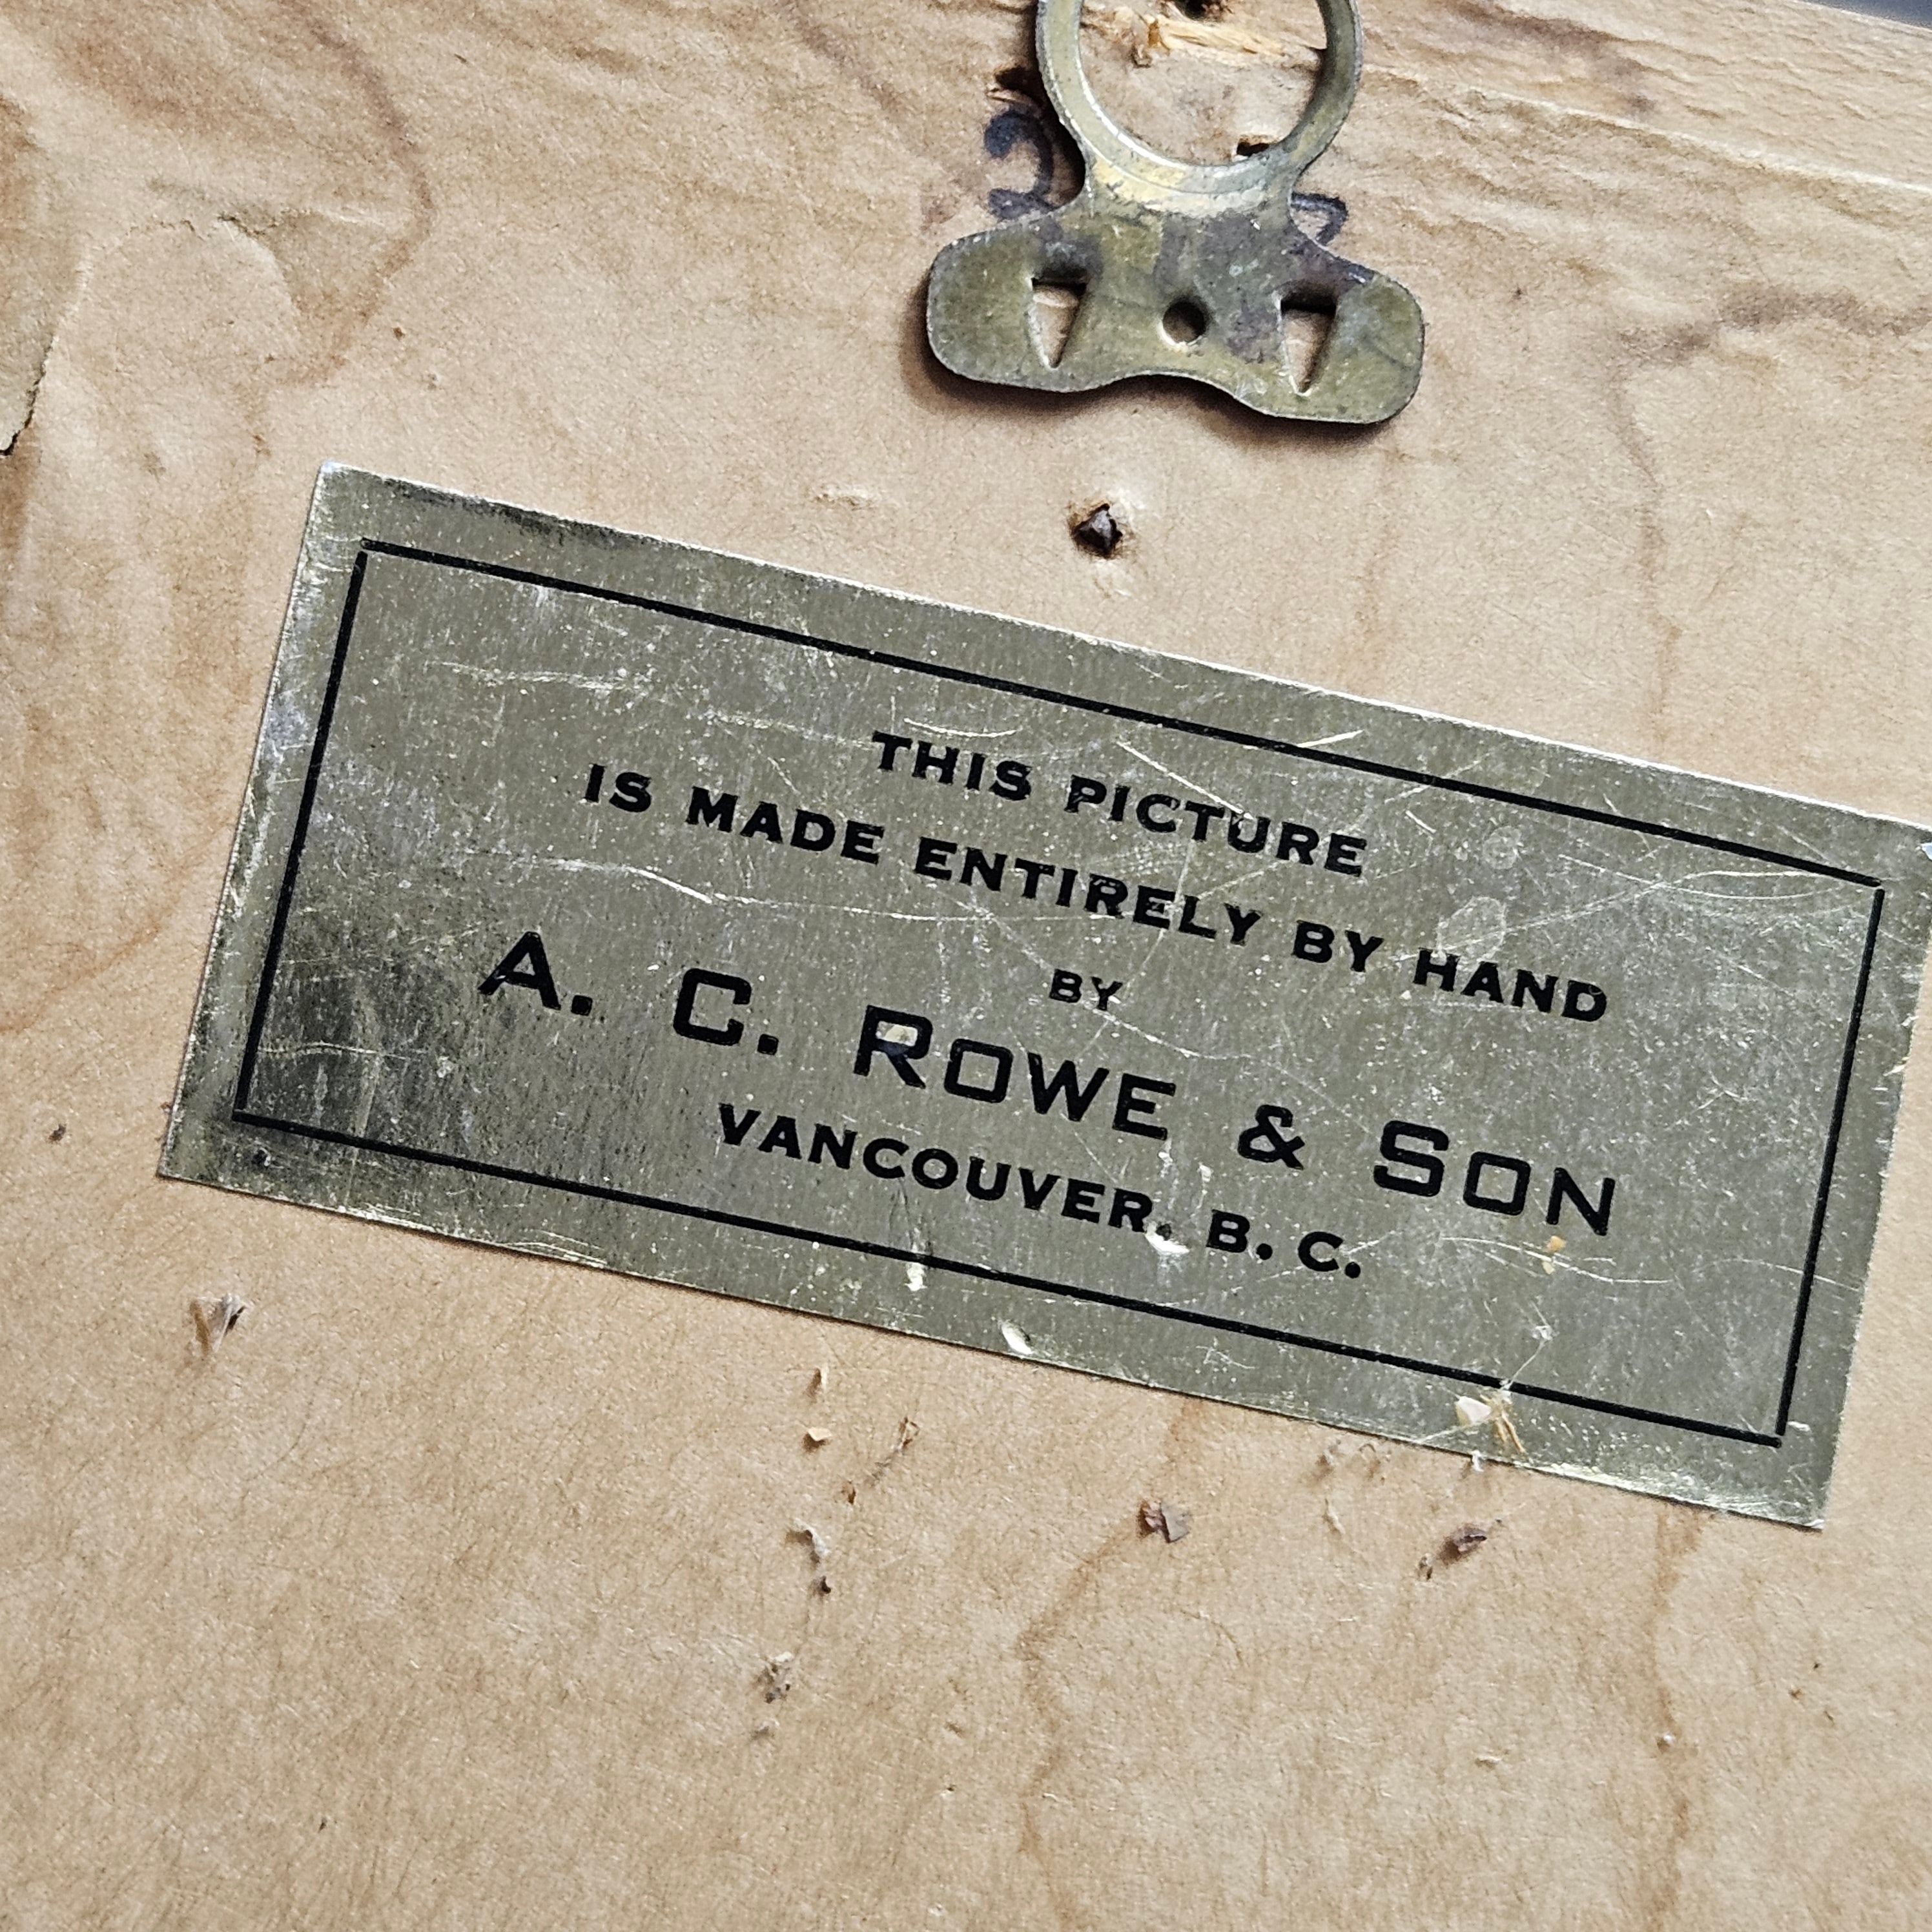 THIS PICTURE
IS MADE ENTIRELY BY HAND
BY
A. C. ROWE & SON
VANCOUVER, B. C.